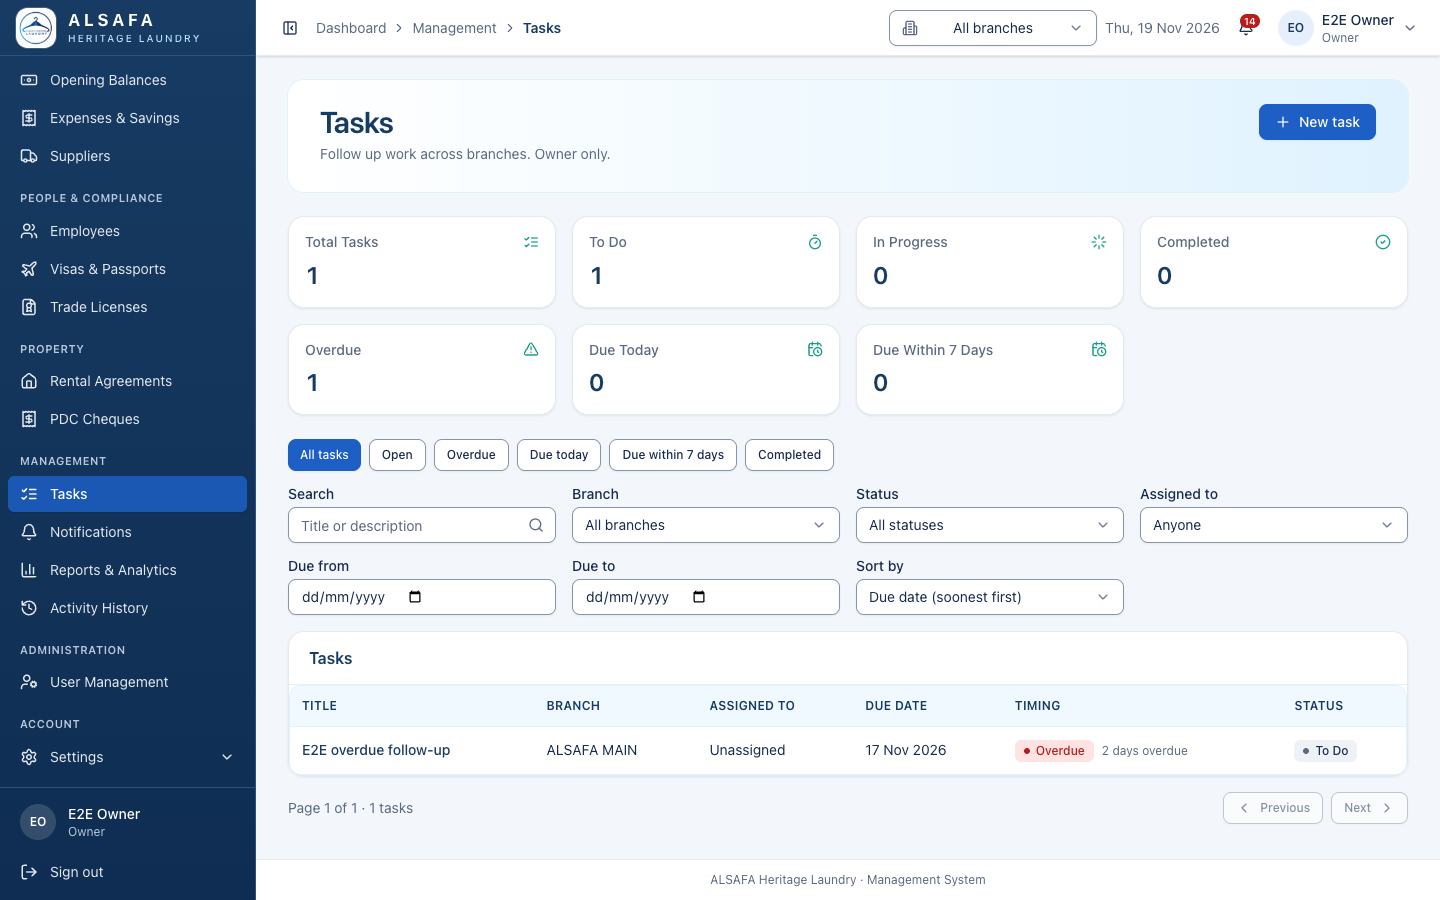 ALSAFA
HERITAGE LAUNDRY
Opening Balances
Expenses & Savings
Suppliers
PEOPLE & COMPLIANCE
Employees
Visas & Passports
Trade Licenses
PROPERTY
Rental Agreements
PDC Cheques
MANAGEMENT
Tasks
Notifications
Reports & Analytics
Activity History
ADMINISTRATION
User Management
ACCOUNT
Settings
EO
E2E Owner
Owner
Sign out
Dashboard > Management > Tasks
All branches
Thu, 19 Nov 2026
14
EO
E2E Owner
Owner
Tasks
Follow up work across branches. Owner only.
New task
Total Tasks
1
To Do
1
In Progress
0
Completed
0
Overdue
1
Due Today
0
Due Within 7 Days
0
All tasks
Open
Overdue
Due today
Due within 7 days
Completed
Search
Title or description
Branch
All branches
Status
All statuses
Assigned to
Anyone
Due from
dd/mm/yyyy
Due to
dd/mm/yyyy
Sort by
Due date (soonest first)
Tasks
TITLE BRANCH ASSIGNED TO DUE DATE TIMING STATUS
E2E overdue follow-up ALSAFA MAIN Unassigned 17 Nov 2026 Overdue 2 days overdue To Do
Page 1 of 1 · 1 tasks
Previous
Next
ALSAFA Heritage Laundry · Management System